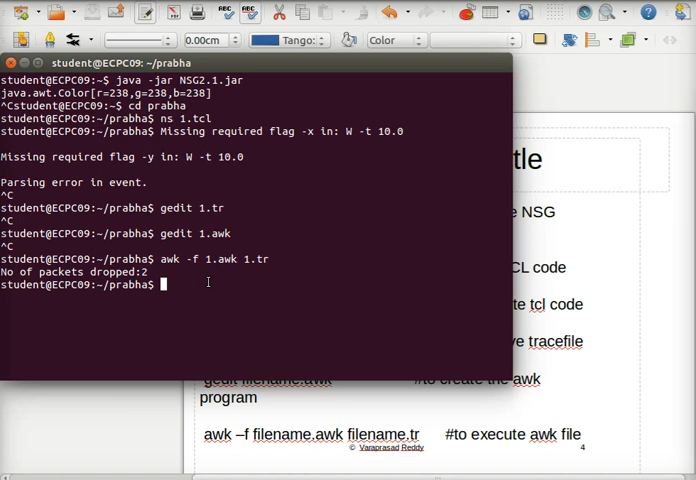 0.00cm
Tango:
Color
student@ECPC09: ~/prabha
student@ECPC09:~$ java -jar NSG2.1.jar
java.awt.Color[r=238,g=238,b=238]
^Cstudent@ECPC09:~$ cd prabha
student@ECPC09:~/prabha$ ns 1.tcl
student@ECPC09:~/prabha$ Missing required flag -x in: W -t 10.0
Missing required flag -y in: W -t 10.0
Parsing error in event.
^C
student@ECPC09:~/prabha$ gedit 1.tr
^C
student@ECPC09:~/prabha$ gedit 1.awk
^C
student@ECPC09:~/prabha$ awk -f 1.awk 1.tr
No of packets dropped:2
student@ECPC09:~/prabha$
tle
e NSG
CL code
te tcl code
ve tracefile
gedit filename.awk #to create the awk
program
awk –f filename.awk filename.tr #to execute awk file
© Varaprasad Reddy 4